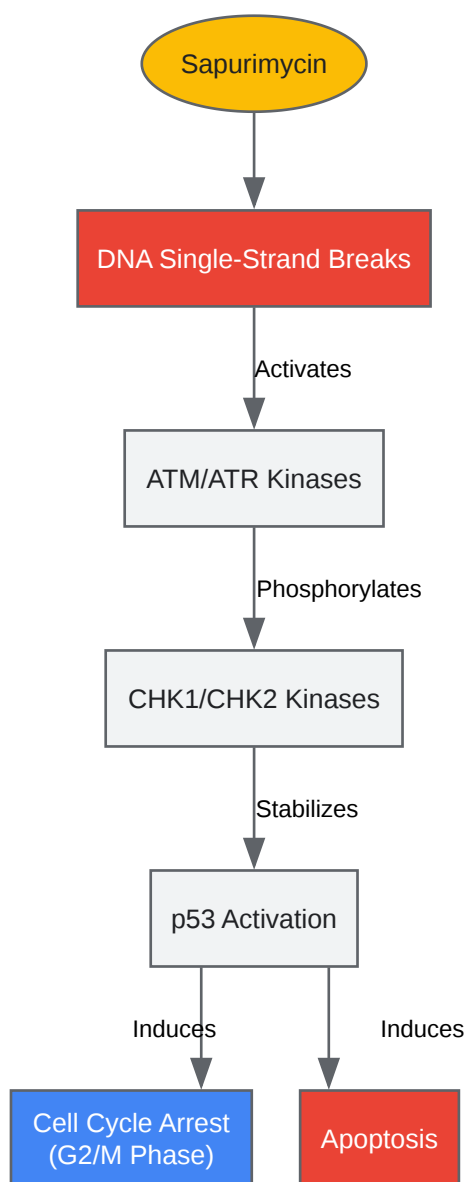 Sapurimycin
DNA Single-Strand Breaks
Activates
ATM/ATR Kinases
Phosphorylates
CHK1/CHK2 Kinases
Stabilizes
p53 Activation
Induces
Induces
Cell Cycle Arrest
(G2/M Phase)
Apoptosis